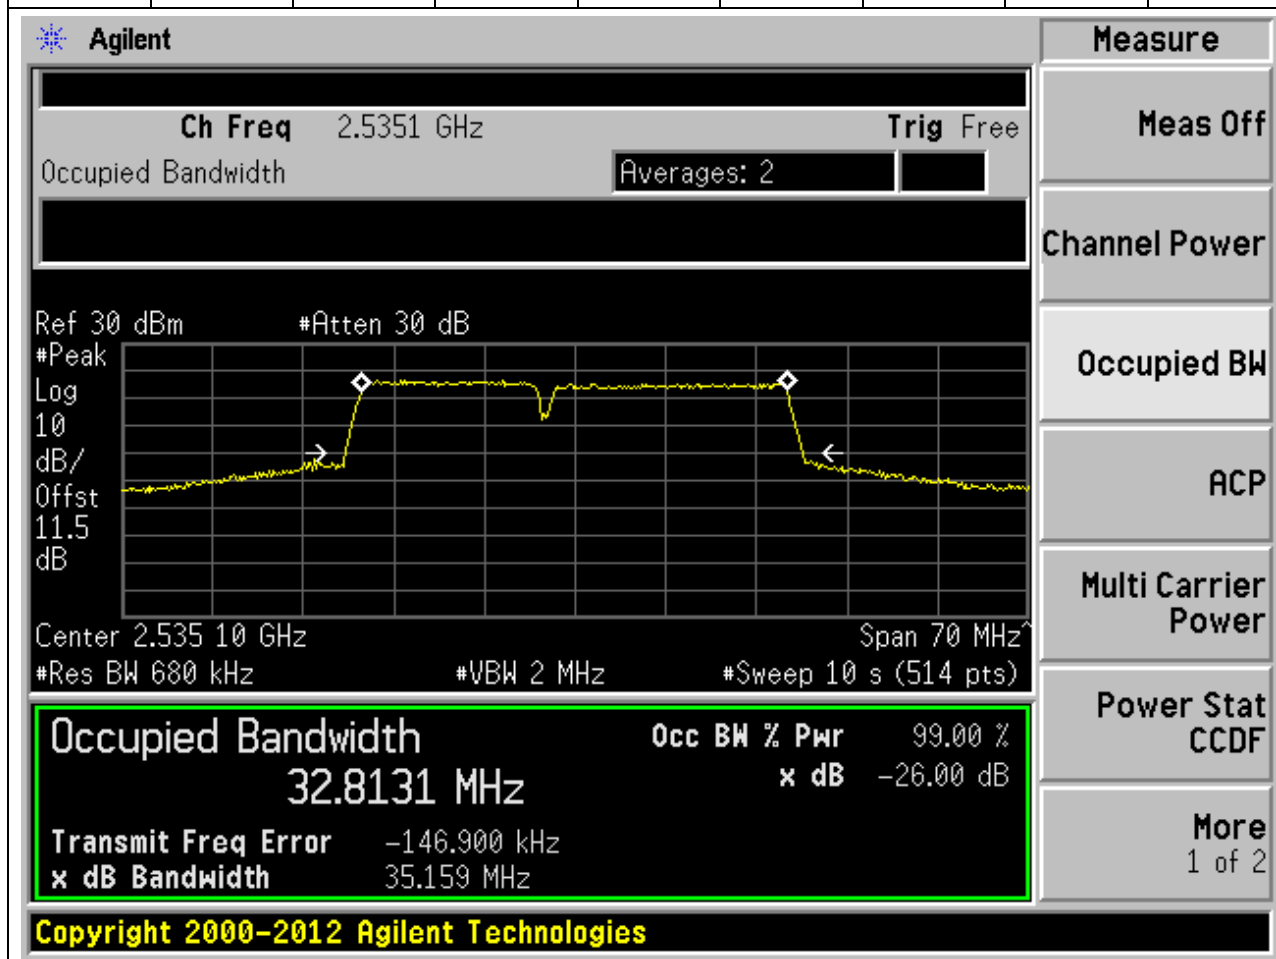 Agilent
Measure
Ch Freq 2.5351 GHz Trig Free
Occupied Bandwidth Averages: 2
Ref 30 dBm #Atten 30 dB
#Peak
Log
10
dB/
Offst
11.5
dB
Center 2.535 10 GHz Span 70 MHz^
#Res BW 680 kHz #VBW 2 MHz #Sweep 10 s (514 pts)
Occupied Bandwidth Occ BW % Pwr 99.00 %
32.8131 MHz x dB -26.00 dB
Transmit Freq Error -146.900 kHz
x dB Bandwidth 35.159 MHz
Copyright 2000-2012 Agilent Technologies
Meas Off
Channel Power
Occupied BW
ACP
Multi Carrier
Power
Power Stat
CCDF
More
1 of 2